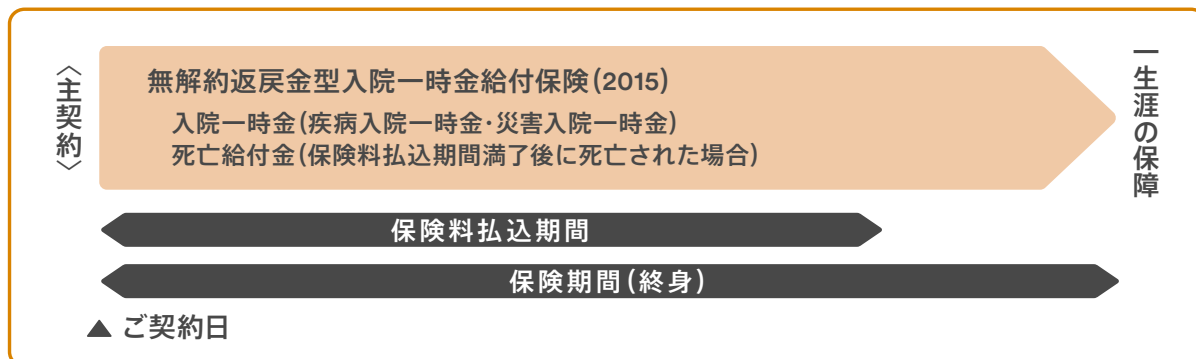 〈主契約〉
無解約返戻金型入院一時金給付保険(2015)
入院一時金(疾病入院一時金･災害入院一時金)
死亡給付金(保険料払込期間満了後に死亡された場合)
一生涯の保障
保険料払込期間
保険期間(終身)
▲ ご契約日